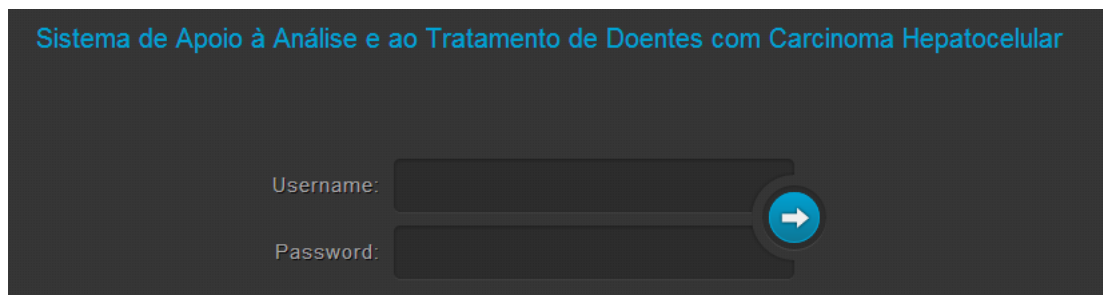 Sistema de Apoio à Análise e ao Tratamento de Doentes com Carcinoma Hepatocelular
Username:
Password: